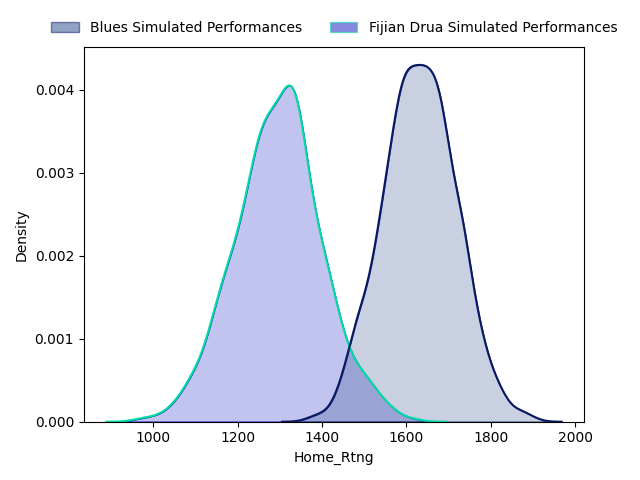 Blues Simulated Performances
Fijian Drua Simulated Performances
0.004
0.003
0.002
0.001
0.000
Density
1000
1200
1400
1600
1800
2000
Home_Rtng